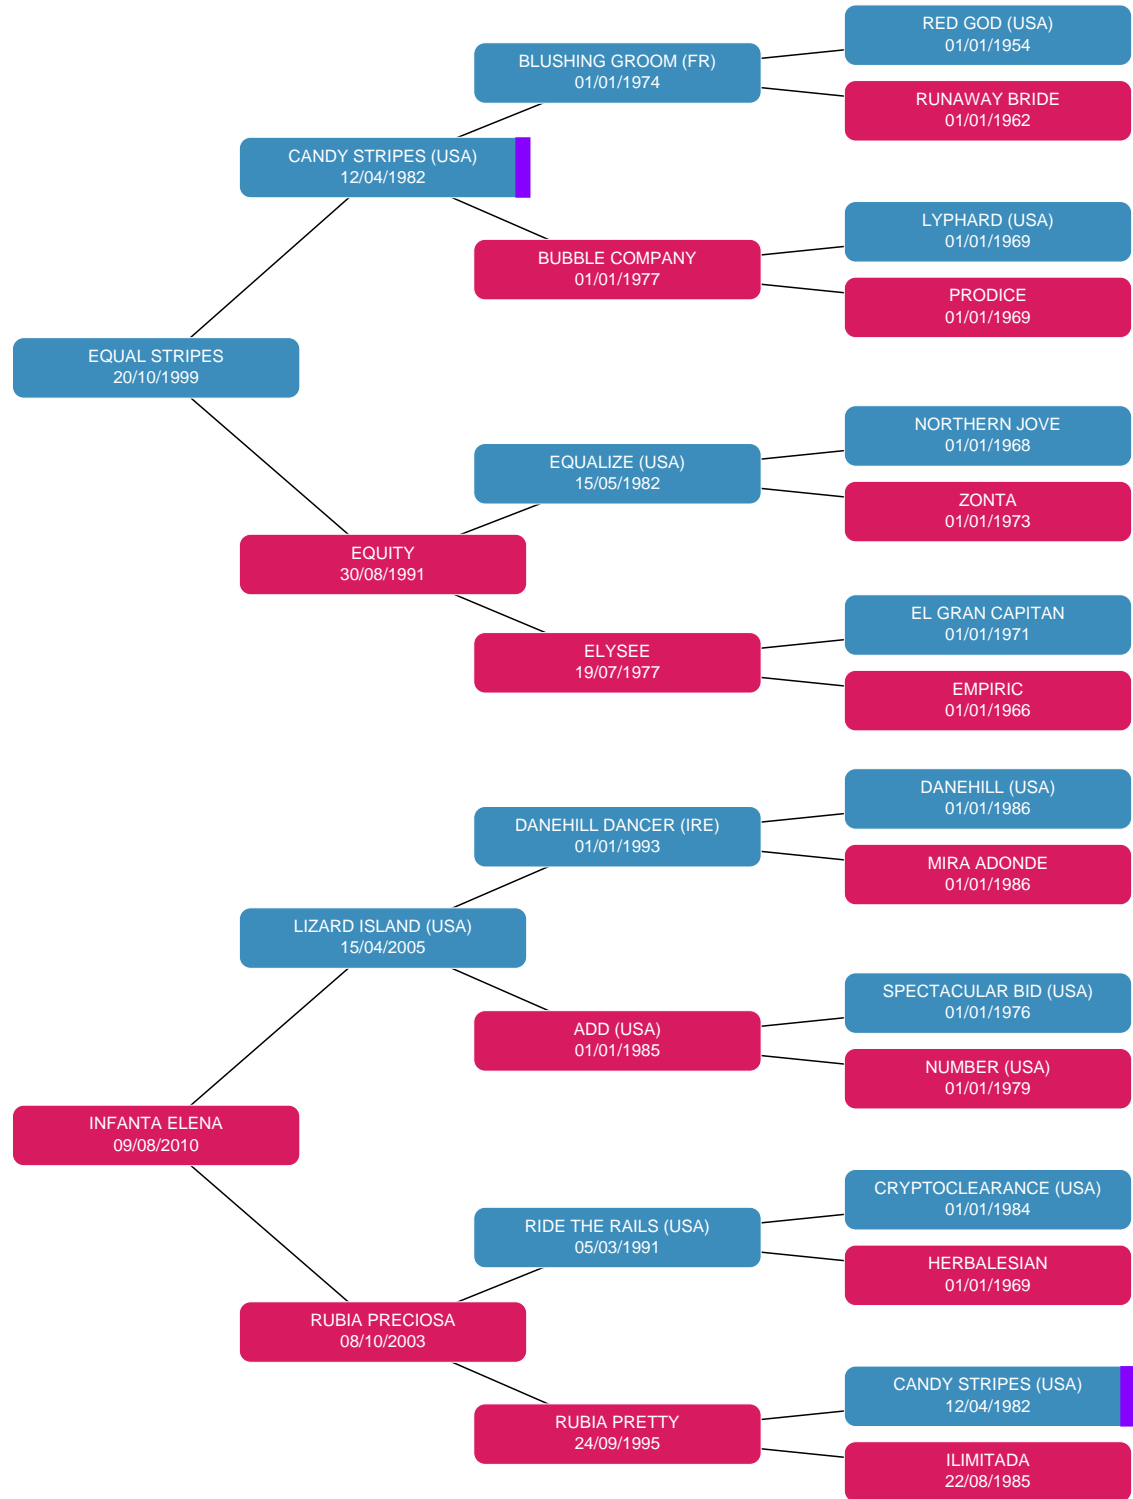 RED GOD (USA)
01/01/1954
BLUSHING GROOM (FR)
01/01/1974
RUNAWAY BRIDE
01/01/1962
CANDY STRIPES (USA)
12/04/1982
LYPHARD (USA)
01/01/1969
BUBBLE COMPANY
01/01/1977
PRODICE
01/01/1969
EQUAL STRIPES
20/10/1999
NORTHERN JOVE
01/01/1968
EQUALIZE (USA)
15/05/1982
ZONTA
01/01/1973
EQUITY
30/08/1991
EL GRAN CAPITAN
01/01/1971
ELYSEE
19/07/1977
EMPIRIC
01/01/1966
DANEHILL (USA)
01/01/1986
DANEHILL DANCER (IRE)
01/01/1993
MIRA ADONDE
01/01/1986
LIZARD ISLAND (USA)
15/04/2005
SPECTACULAR BID (USA)
01/01/1976
ADD (USA)
01/01/1985
NUMBER (USA)
01/01/1979
INFANTA ELENA
09/08/2010
CRYPTOCLEARANCE (USA)
01/01/1984
RIDE THE RAILS (USA)
05/03/1991
HERBALESIAN
01/01/1969
RUBIA PRECIOSA
08/10/2003
CANDY STRIPES (USA)
12/04/1982
RUBIA PRETTY
24/09/1995
ILIMITADA
22/08/1985